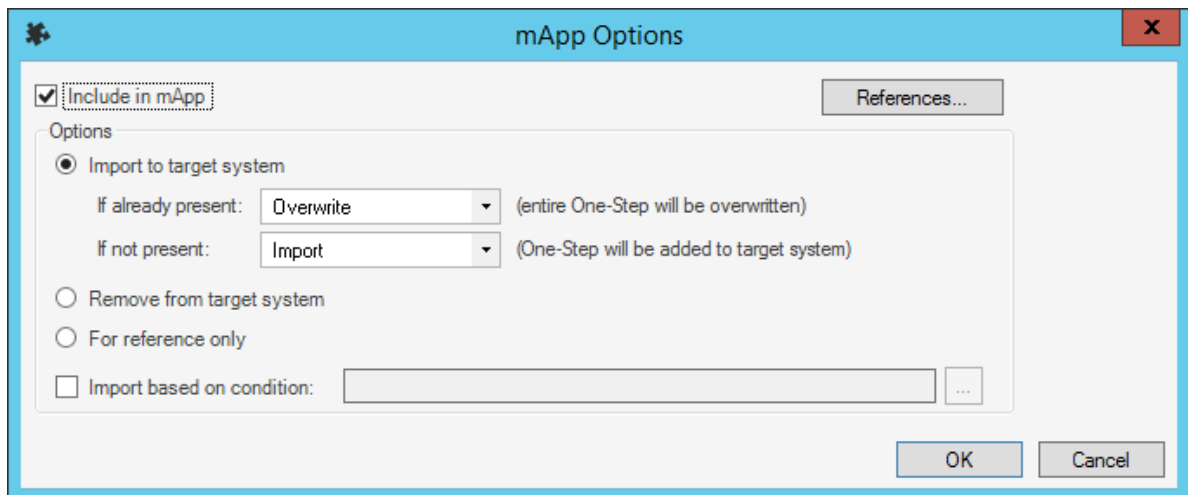 mApp Options
x
Include in mApp
References...
Options
Import to target system
If already present: Overwrite (entire One-Step will be overwritten)
If not present: Import (One-Step will be added to target system)
Remove from target system
For reference only
Import based on condition: ...
OK Cancel